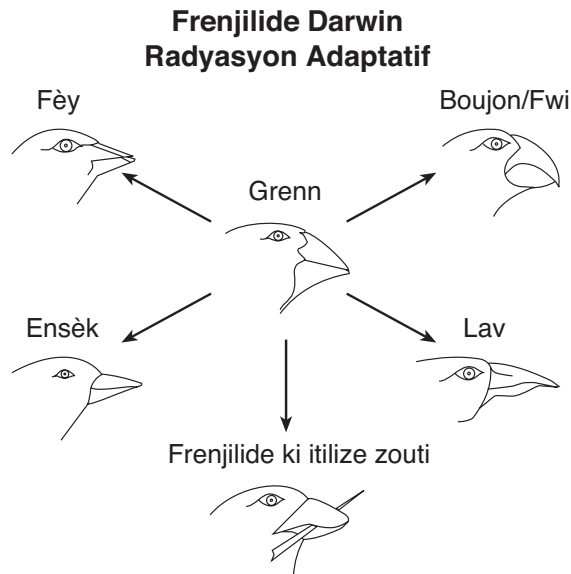 Frenjilide Darwin
Radyasyon Adaptatif
Fèy
Boujon/Fwi
Grenn
Ensèk
Lav
Frenjilide ki itilize zouti